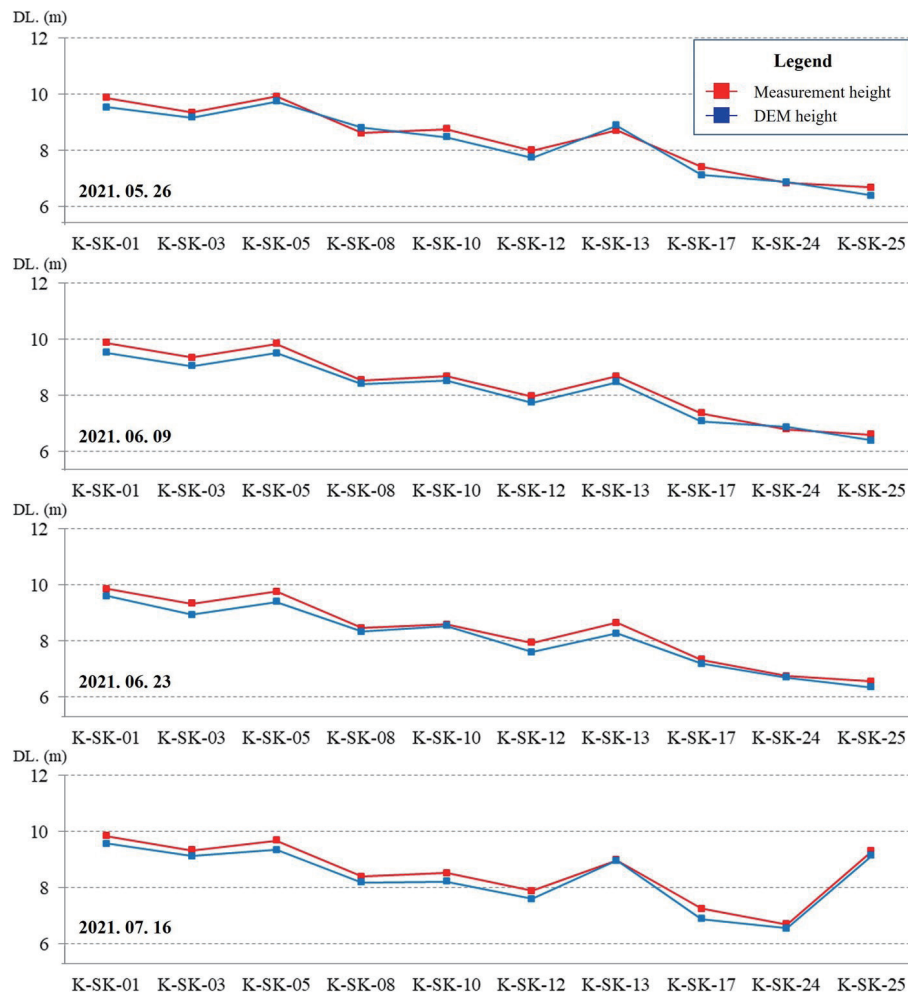 DL. (m)
12
10
8
6
Legend
Measurement height
DEM height
2021. 05. 26
K-SK-01 K-SK-03 K-SK-05 K-SK-08 K-SK-10 K-SK-12 K-SK-13 K-SK-17 K-SK-24 K-SK-25
DL. (m)
12
10
8
6
2021. 06. 09
K-SK-01 K-SK-03 K-SK-05 K-SK-08 K-SK-10 K-SK-12 K-SK-13 K-SK-17 K-SK-24 K-SK-25
DL. (m)
12
10
8
6
2021. 06. 23
K-SK-01 K-SK-03 K-SK-05 K-SK-08 K-SK-10 K-SK-12 K-SK-13 K-SK-17 K-SK-24 K-SK-25
DL. (m)
12
10
8
6
2021. 07. 16
K-SK-01 K-SK-03 K-SK-05 K-SK-08 K-SK-10 K-SK-12 K-SK-13 K-SK-17 K-SK-24 K-SK-25